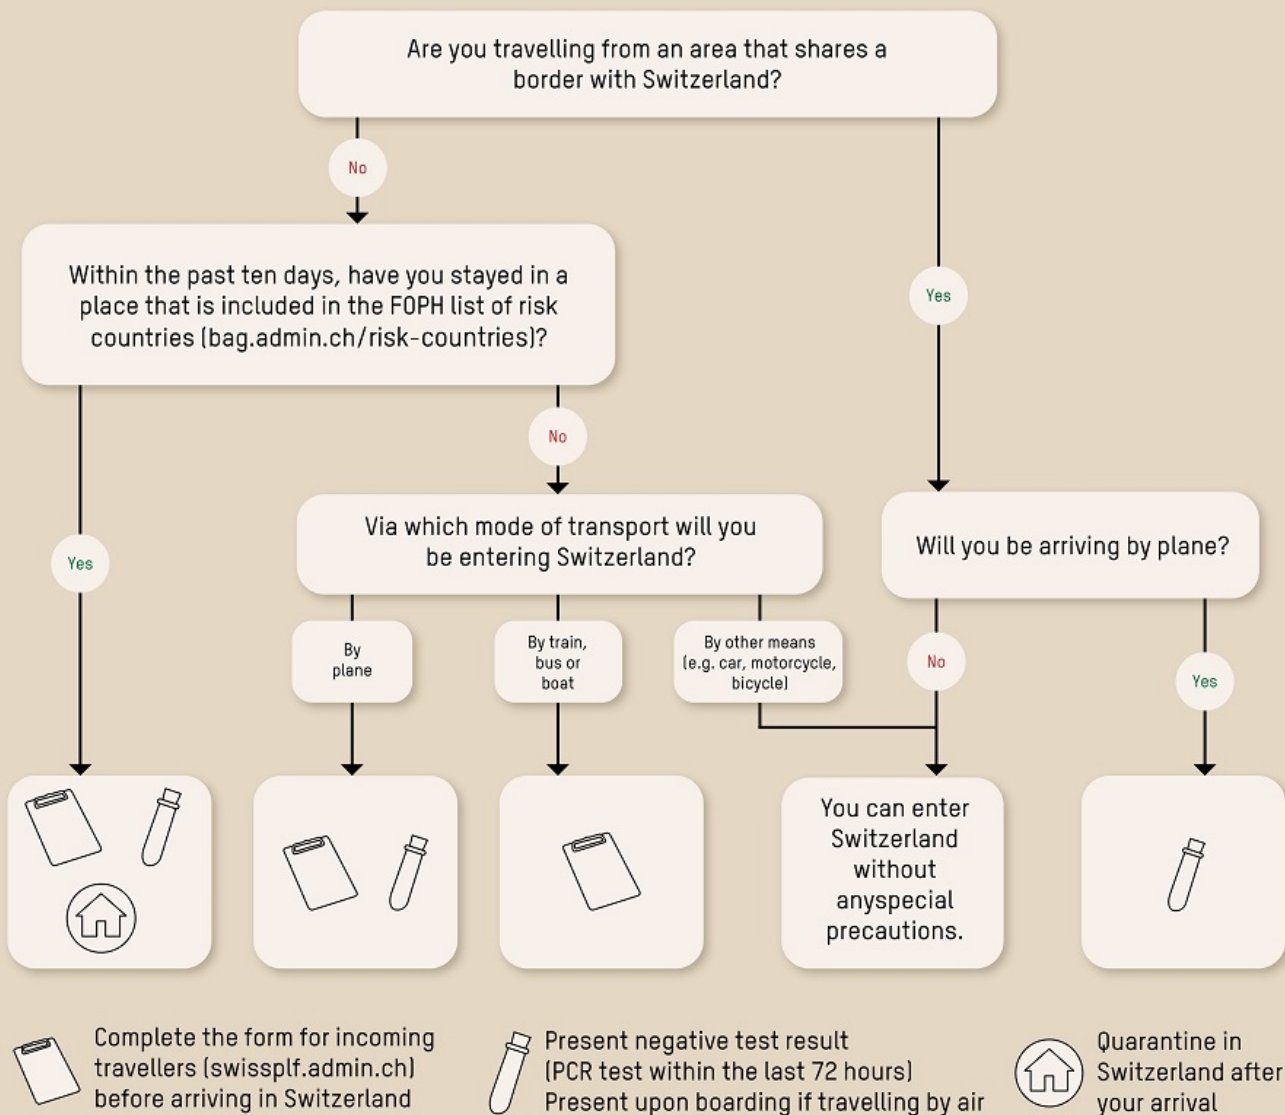 Are you travelling from an area that shares a
border with Switzerland?
No
Yes
Within the past ten days, have you stayed in a
place that is included in the FOPH list of risk
countries (bag.admin.ch/risk-countries)?
Yes
No
Via which mode of transport will you
be entering Switzerland?
Will you be arriving by plane?
By
plane
By train,
bus or
boat
By other means
(e.g. car, motorcycle,
bicycle)
No
Yes
You can enter
Switzerland
without
anyspecial
precautions.
Complete the form for incoming
travellers (swissplf.admin.ch)
before arriving in Switzerland
Present negative test result
(PCR test within the last 72 hours)
Present upon boarding if travelling by air
Quarantine in
Switzerland after
your arrival